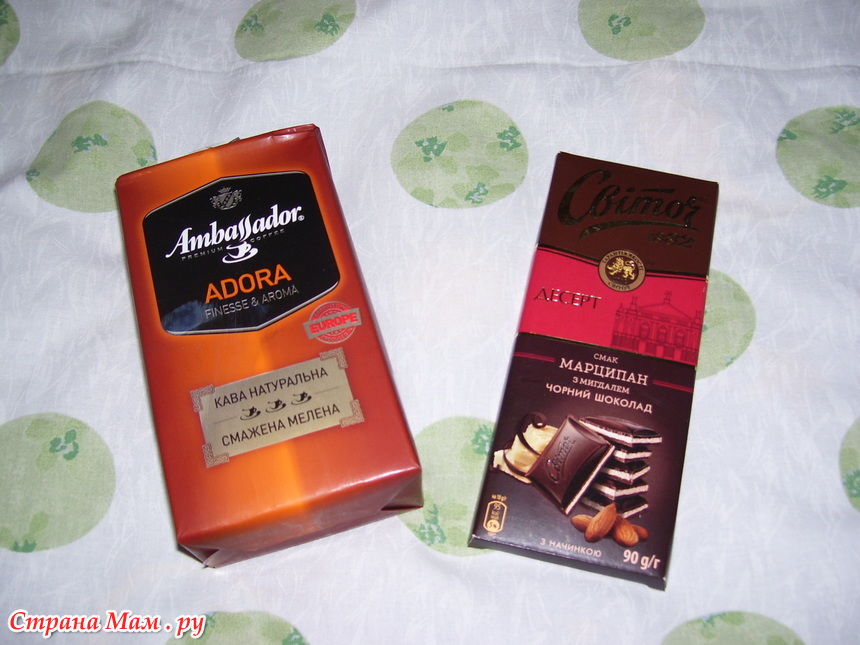 Ambassador®
PREMIUM COFFEE
ADORA
FINESSE & AROMA
EUROPE
КАВА НАТУРАЛЬНА
СМАЖЕНА МЕЛЕНА
Світоч
ДЕСЕРТ
СМАК
МАРЦИПАН
З МИГДАЛЕМ
ЧОРНИЙ ШОКОЛАД
Світоч
З НАЧИНКОЮ
90 g/г
Страна Мам.ру